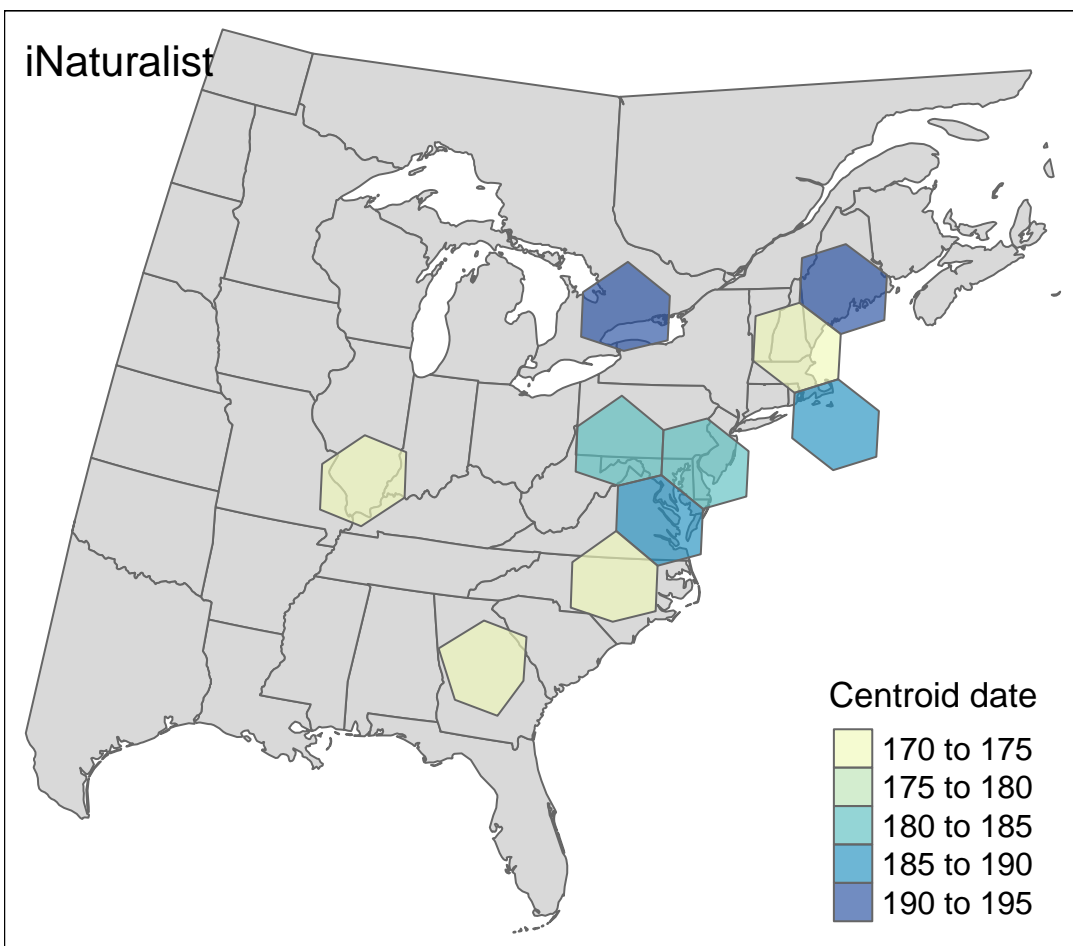 iNaturalist
Centroid date
170 to 175
175 to 180
180 to 185
185 to 190
190 to 195